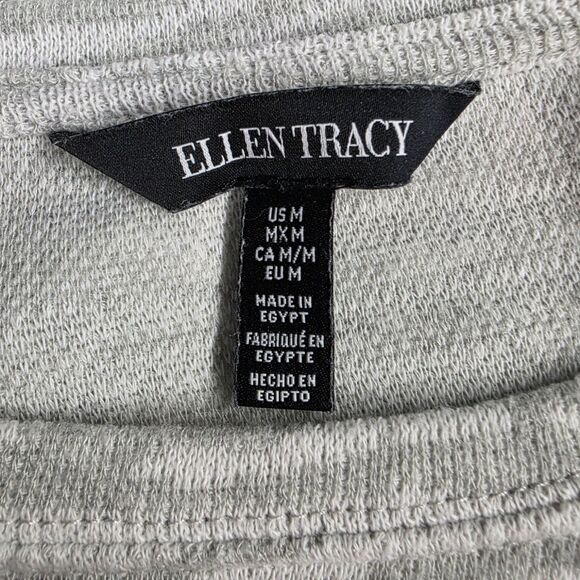 ELLEN TRACY
US M
MX M
CA M/M
EU M
MADE IN
EGYPT
FABRIQUÉ EN
EGYPTE
HECHO EN
EGIPTO